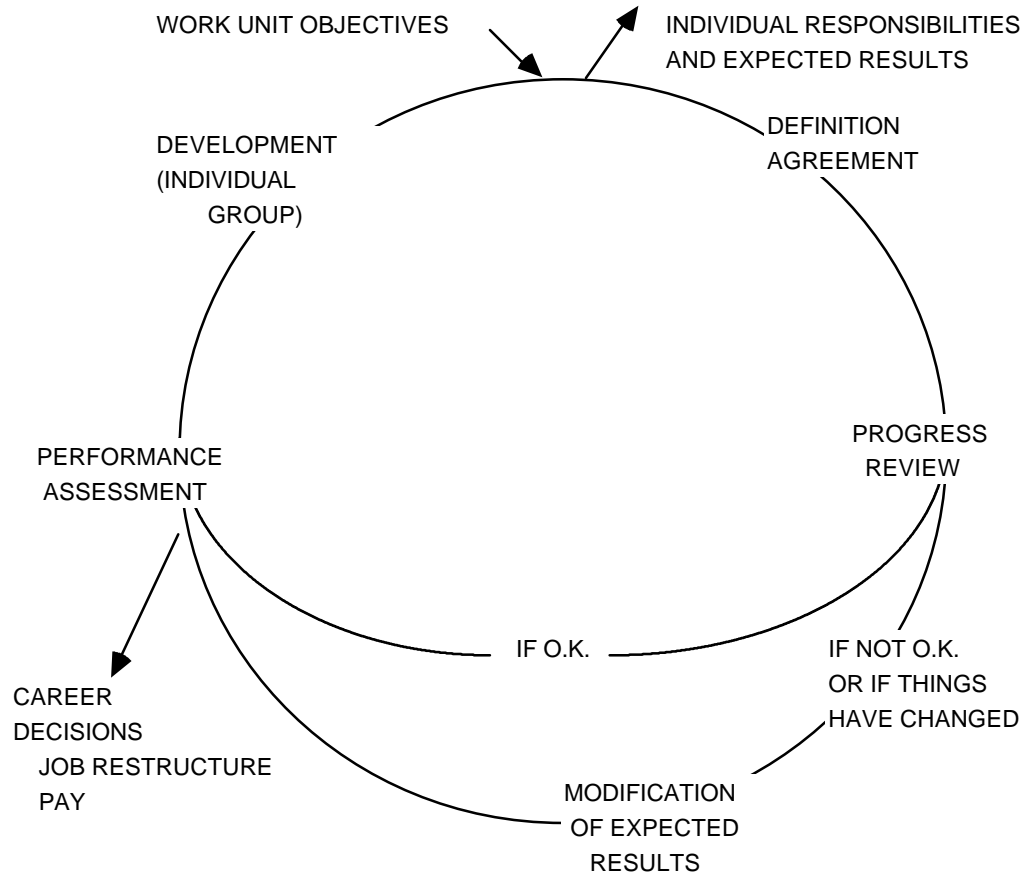 WORK UNIT OBJECTIVES
INDIVIDUAL RESPONSIBILITIES
AND EXPECTED RESULTS
DEFINITION
AGREEMENT
DEVELOPMENT
(INDIVIDUAL
GROUP)
PROGRESS
REVIEW
PERFORMANCE
ASSESSMENT
IF O.K.
IF NOT O.K.
OR IF THINGS
HAVE CHANGED
CAREER
DECISIONS
JOB RESTRUCTURE
PAY
MODIFICATION
OF EXPECTED
RESULTS